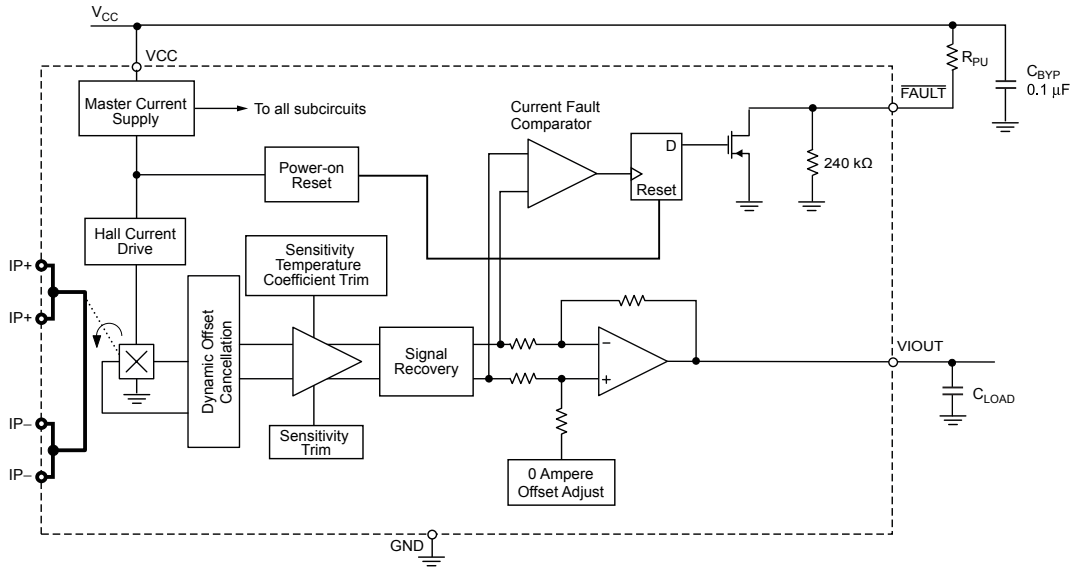 VCC
VCC
Master Current
Supply
To all subcircuits
RPU
FAULT
CBYP
0.1 μF
Current Fault
Comparator
D
Reset
240 kΩ
Power-on
Reset
Hall Current
Drive
IP+
IP+
IP–
IP–
Sensitivity
Temperature
Coefficient Trim
Dynamic Offset
Cancellation
Sensitivity
Trim
Signal
Recovery
–
+
0 Ampere
Offset Adjust
VIOUT
CLOAD
GND